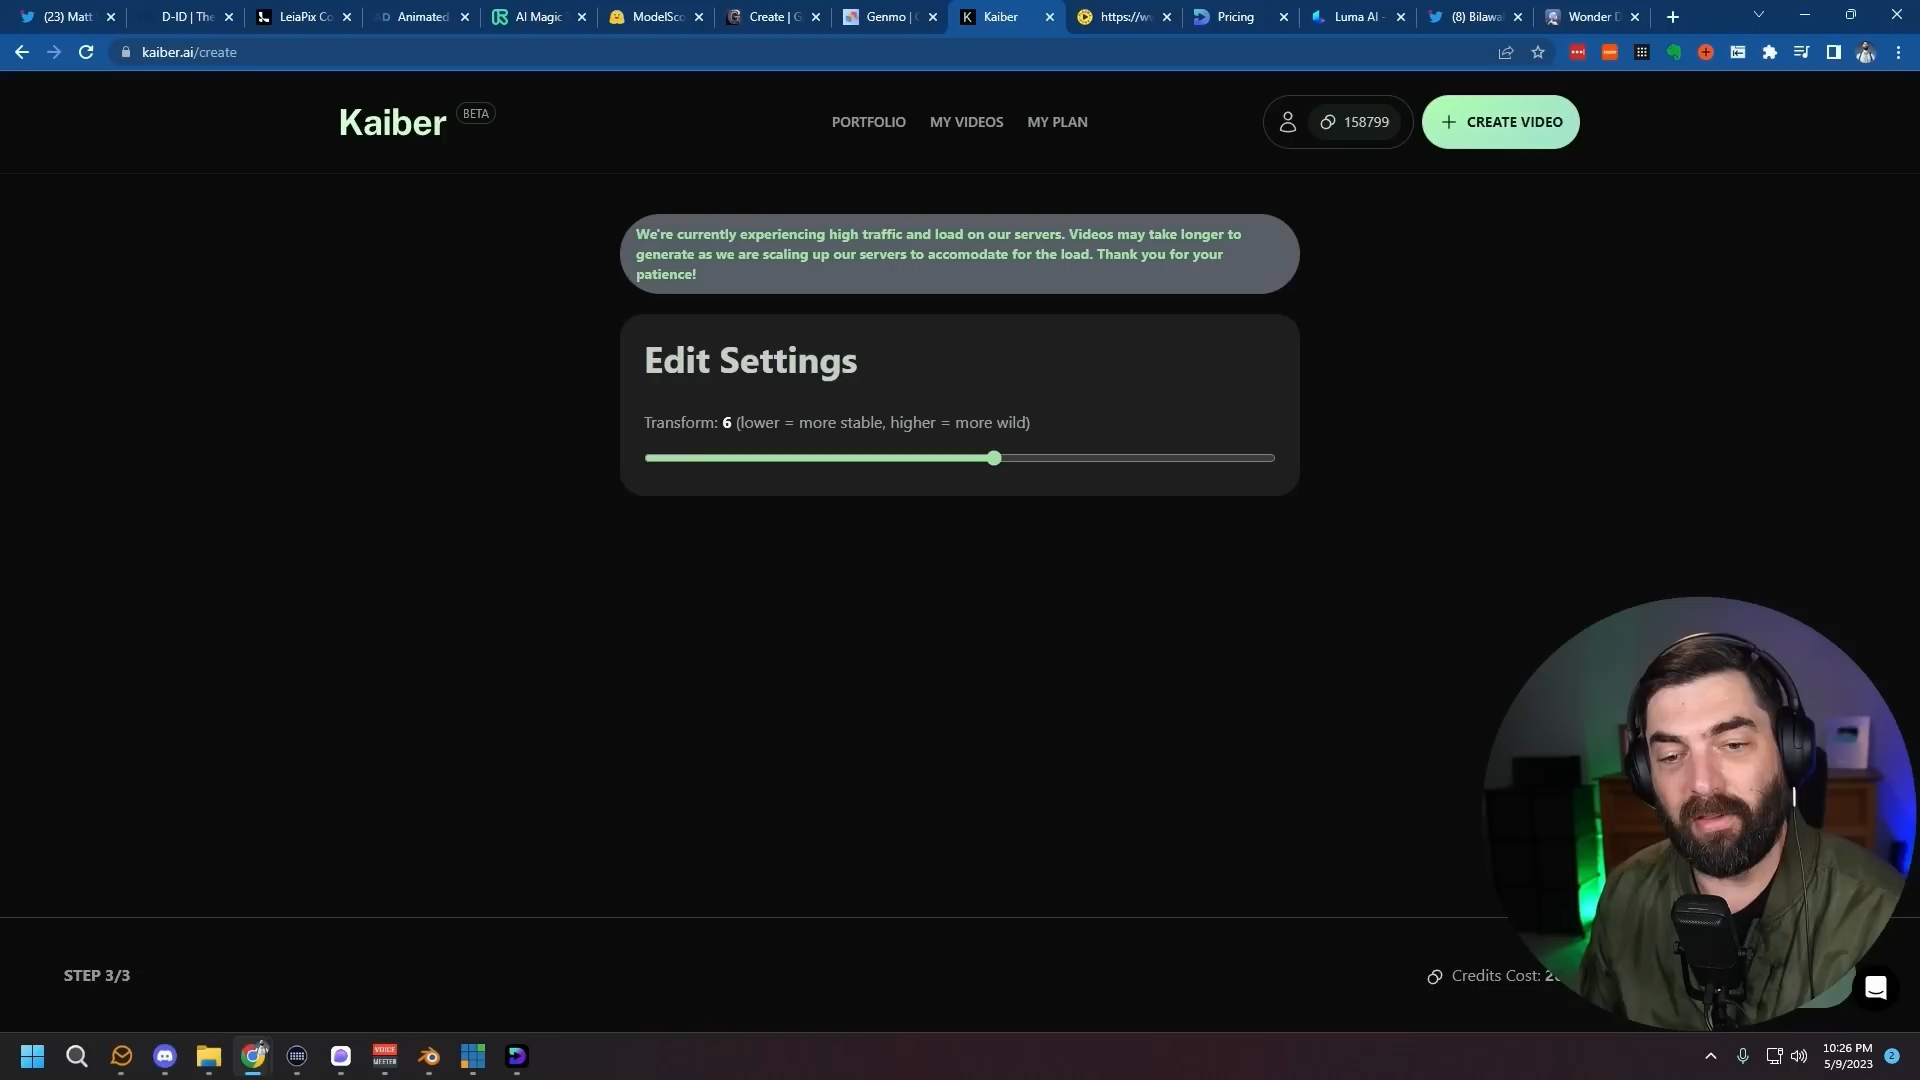 (23) Matt
D-ID | The
LeiaPix Co
Animated
AI Magic
ModelSco
Create | G
Genmo |
Kaiber
https://w
Pricing
Luma AI -
(8) Bilawa
Wonder D
kaiber.ai/create
Kaiber BETA
PORTFOLIO MY VIDEOS MY PLAN
158799
+ CREATE VIDEO
We're currently experiencing high traffic and load on our servers. Videos may take longer to
generate as we are scaling up our servers to accomodate for the load. Thank you for your
patience!
Edit Settings
Transform: 6 (lower = more stable, higher = more wild)
STEP 3/3
Credits Cost:
VOICE
MEETER
10:26 PM
5/9/2023
2